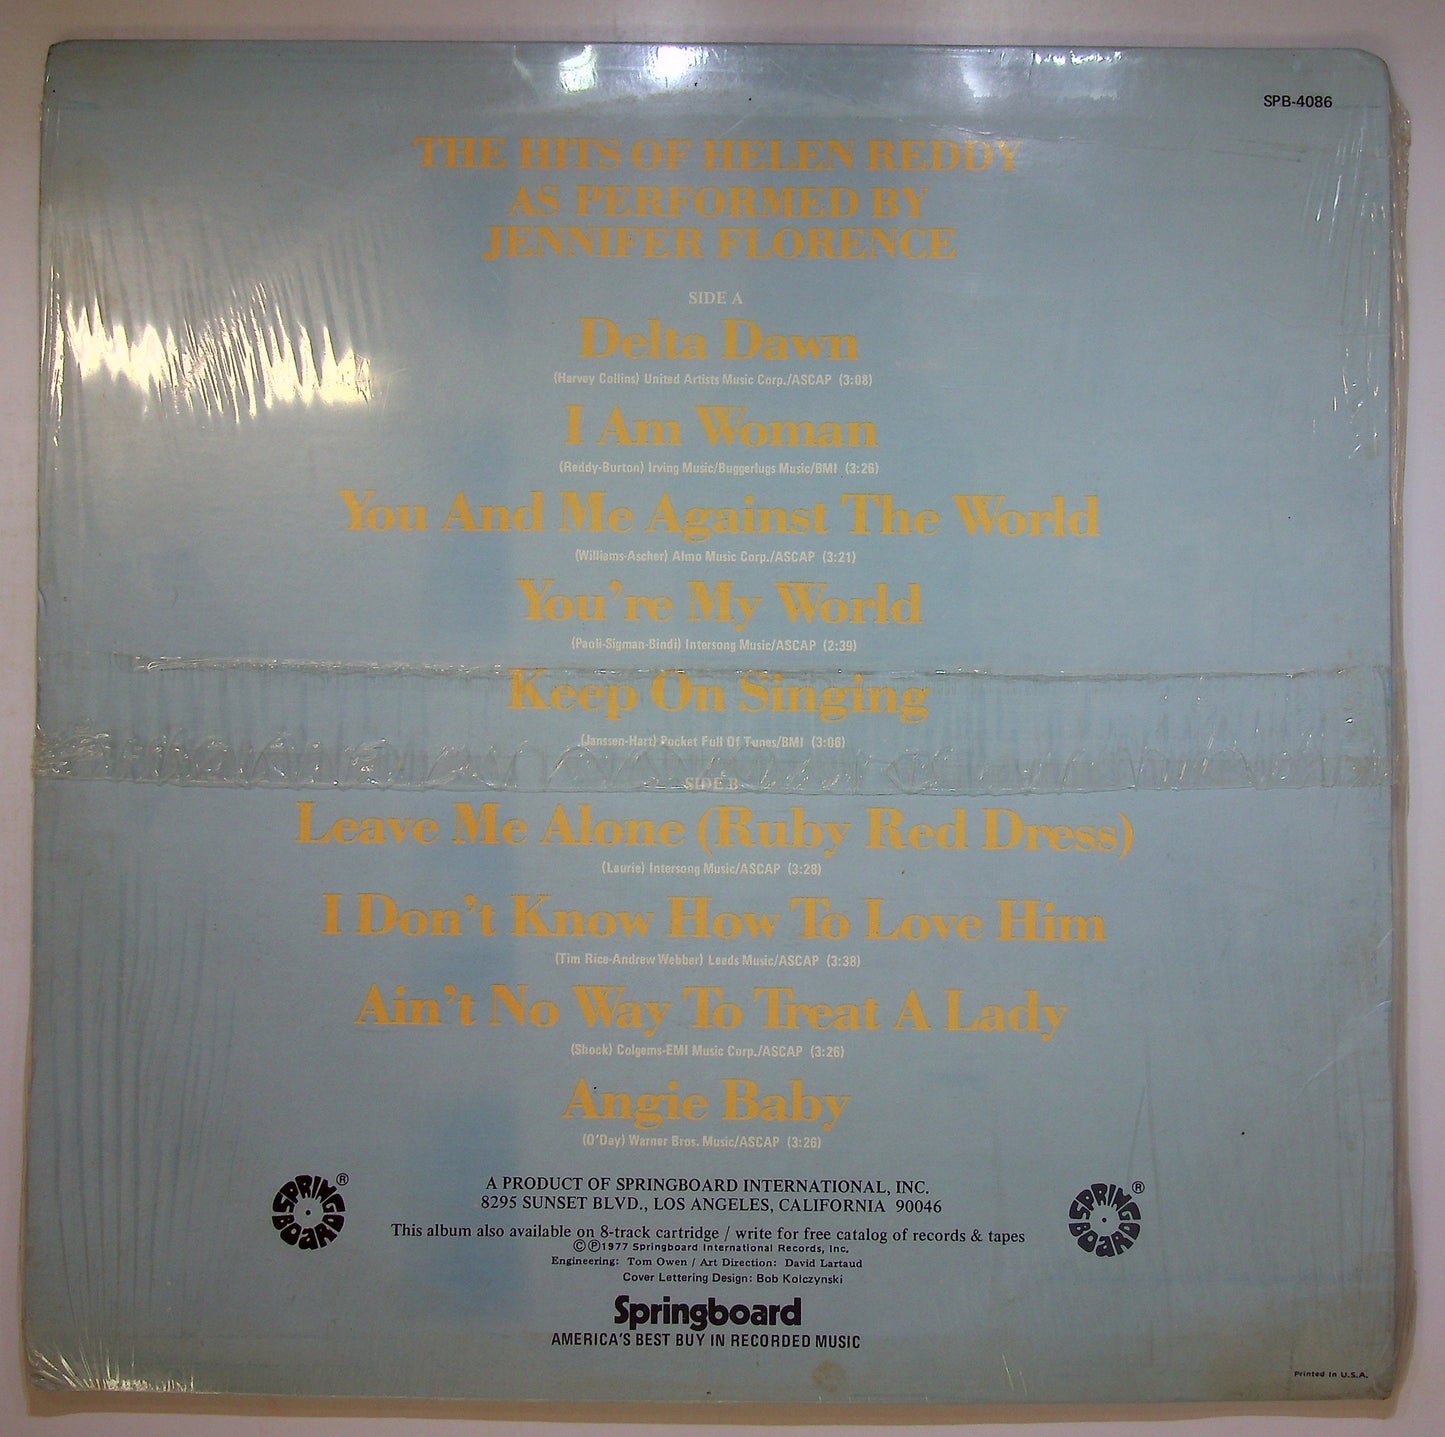 SPB-4086
THE HITS OF HELEN REDDY
AS PERFORMED BY
JENNIFER FLORENCE
SIDE A
Delta Dawn
(Harvey Collins) United Artists Music Corp./ASCAP (3:08)
I Am Woman
(Reddy-Burton) Irving Music/Buggerlugs Music/BMI (3:26)
You And Me Against The World
(Williams-Ascher) Almo Music Corp./ASCAP (3:21)
You're My World
(Paoli-Sigman-Bindi) Intersong Music/ASCAP (2:39)
Keep On Singing
(Janssen-Hart) Pocket Full Of Tunes/BMI (3:06)
SIDE B
Leave Me Alone (Ruby Red Dress)
(Laurie) Intersong Music/ASCAP (3:28)
I Don't Know How To Love Him
(Tim Rice-Andrew Webber) Leeds Music/ASCAP (3:38)
Ain't No Way To Treat A Lady
(Shock) Colgems-EMI Music Corp./ASCAP (3:26)
Angie Baby
(O'Day) Warner Bros. Music/ASCAP (3:26)
SPRING BOARD ®
A PRODUCT OF SPRINGBOARD INTERNATIONAL, INC.
8295 SUNSET BLVD., LOS ANGELES, CALIFORNIA 90046
This album also available on 8-track cartridge / write for free catalog of records & tapes
©℗1977 Springboard International Records, Inc.
Engineering: Tom Owen / Art Direction: David Lartaud
Cover Lettering Design: Bob Kolczynski
SPRING BOARD ®
Springboard
AMERICA'S BEST BUY IN RECORDED MUSIC
Printed in U.S.A.